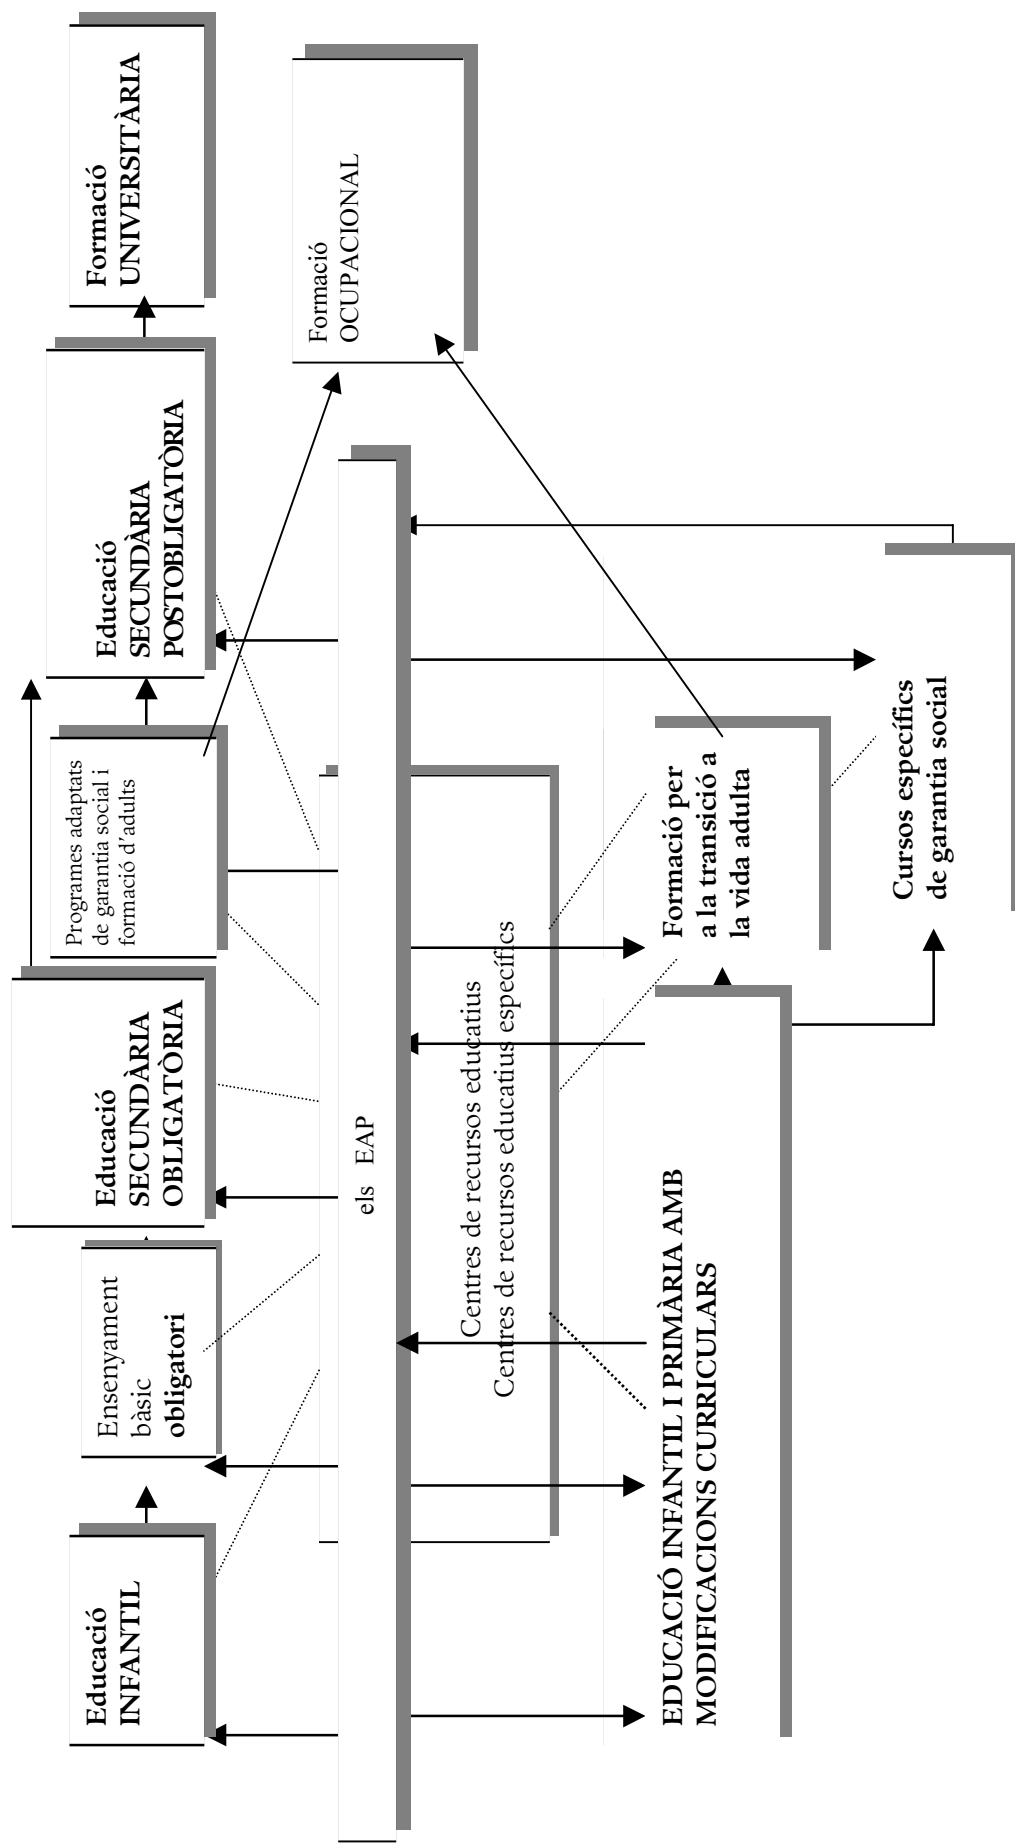 Educació
INFANTIL
Ensenyament
bàsic
obligatori
Educació
SECUNDÀRIA
OBLIGATÒRIA
Programes adaptats
de garantia social i
formació d'adults
Educació
SECUNDÀRIA
POSTOBLIGATÒRIA
Formació
UNIVERSITÀRIA
Formació
OCUPACIONAL
els EAP
Centres de recursos educatius
Centres de recursos educatius específics
EDUCACIÓ INFANTIL I PRIMÀRIA AMB
MODIFICACIONS CURRICULARS
Formació per
a la transició a
la vida adulta
Cursos específics
de garantia social